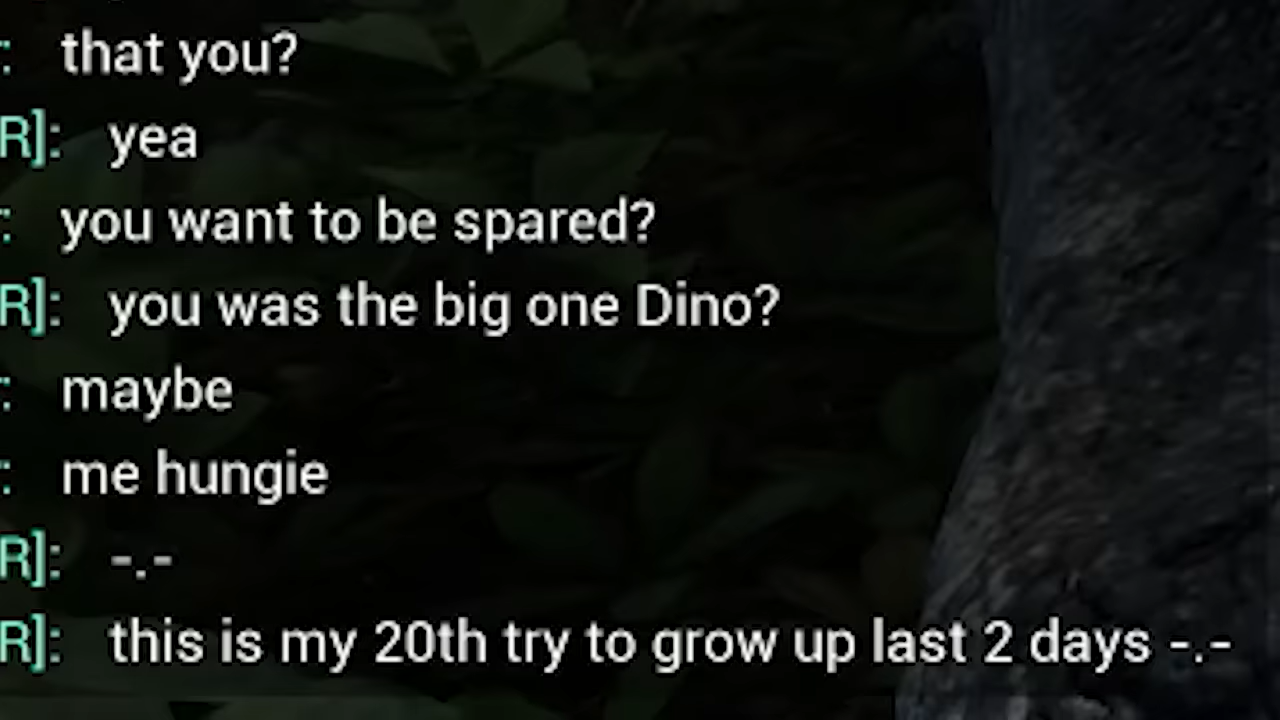 : that you?
R]: yea
: you want to be spared?
R]: you was the big one Dino?
: maybe
: me hungie
R]: -.-
R]: this is my 20th try to grow up last 2 days -.-